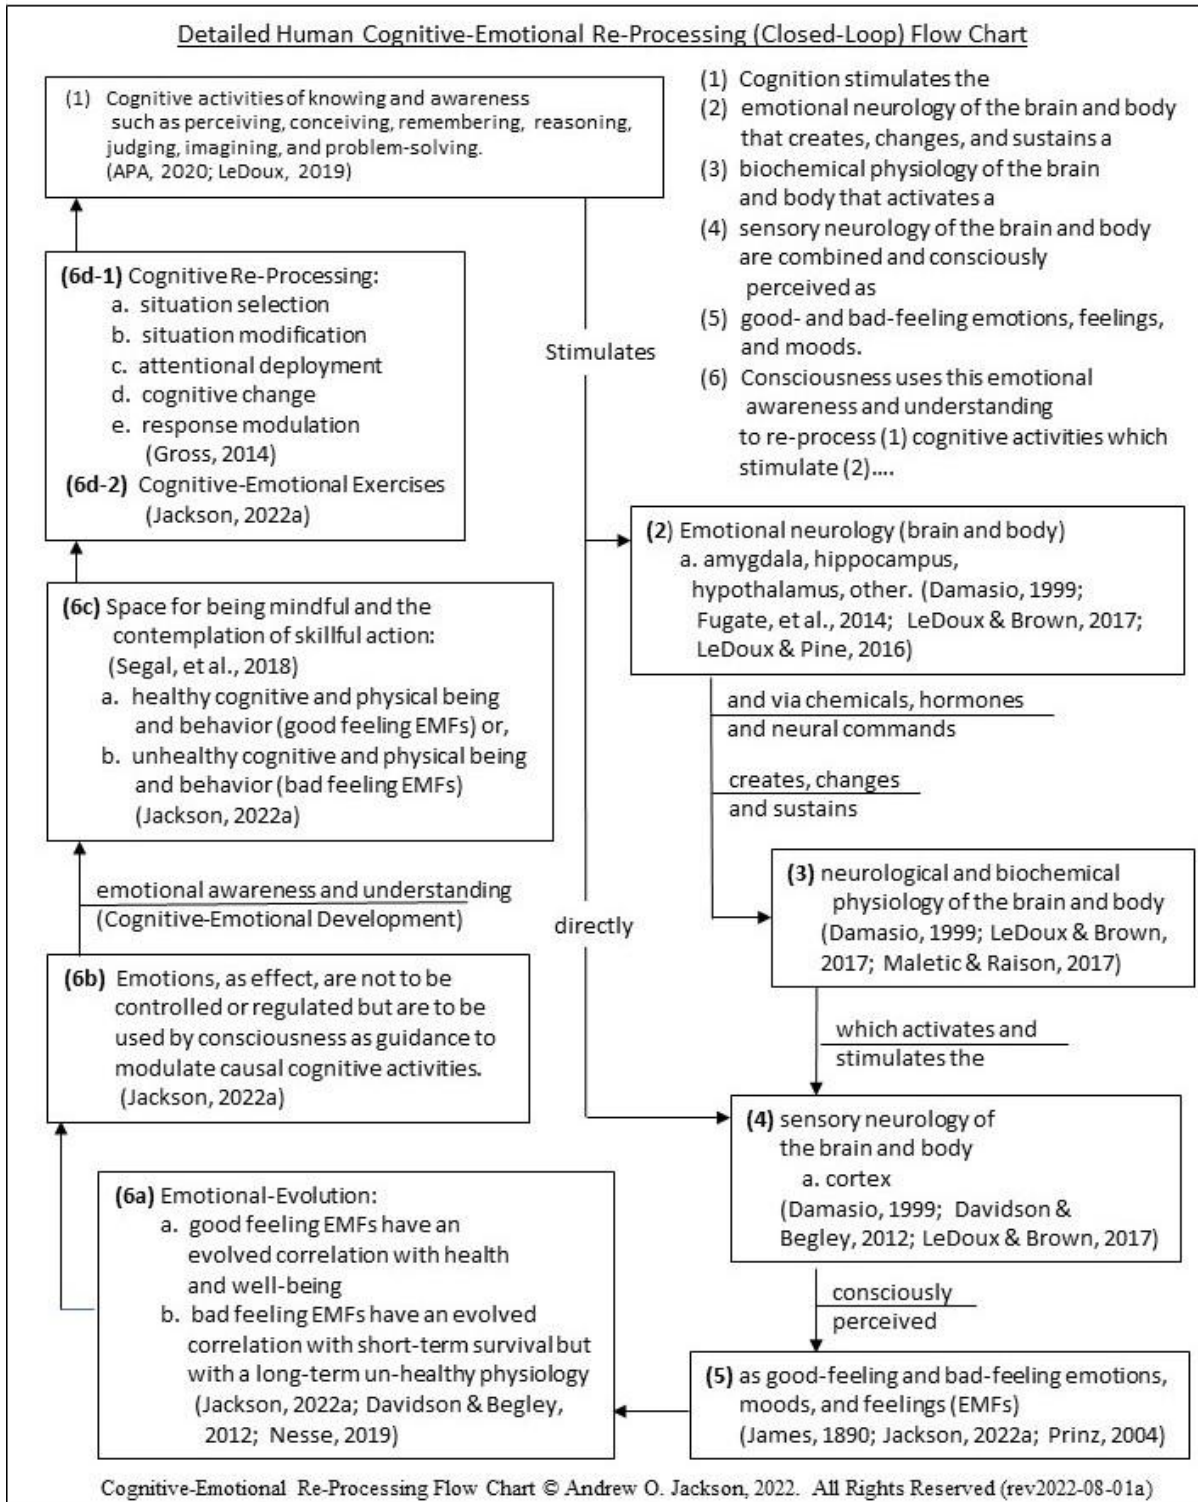 Detailed Human Cognitive-Emotional Re-Processing (Closed-Loop) Flow Chart
(1) Cognitive activities of knowing and awareness
such as perceiving, conceiving, remembering, reasoning,
judging, imagining, and problem-solving.
(APA, 2020; LeDoux, 2019)
(1) Cognition stimulates the
(2) emotional neurology of the brain and body
that creates, changes, and sustains a
(3) biochemical physiology of the brain
and body that activates a
(4) sensory neurology of the brain and body
are combined and consciously
perceived as
(5) good- and bad-feeling emotions, feelings,
and moods.
(6) Consciousness uses this emotional
awareness and understanding
to re-process (1) cognitive activities which
stimulate (2)....
Stimulates
(2) Emotional neurology (brain and body)
a. amygdala, hippocampus,
hypothalamus, other. (Damasio, 1999;
Fugate, et al., 2014; LeDoux & Brown, 2017;
LeDoux & Pine, 2016)
and via chemicals, hormones
and neural commands
creates, changes
and sustains
(3) neurological and biochemical
physiology of the brain and body
(Damasio, 1999; LeDoux & Brown,
2017; Maletic & Raison, 2017)
which activates and
stimulates the
directly
(4) sensory neurology of
the brain and body
a. cortex
(Damasio, 1999; Davidson &
Begley, 2012; LeDoux & Brown, 2017)
consciously
perceived
(5) as good-feeling and bad-feeling emotions,
moods, and feelings (EMFs)
(James, 1890; Jackson, 2022a; Prinz, 2004)
(6a) Emotional-Evolution:
a. good feeling EMFs have an
evolved correlation with health
and well-being
b. bad feeling EMFs have an evolved
correlation with short-term survival but
with a long-term un-healthy physiology
(Jackson, 2022a; Davidson & Begley,
2012; Nesse, 2019)
(6b) Emotions, as effect, are not to be
controlled or regulated but are to be
used by consciousness as guidance to
modulate causal cognitive activities.
(Jackson, 2022a)
emotional awareness and understanding
(Cognitive-Emotional Development)
(6c) Space for being mindful and the
contemplation of skillful action:
(Segal, et al., 2018)
a. healthy cognitive and physical being
and behavior (good feeling EMFs) or,
b. unhealthy cognitive and physical being
and behavior (bad feeling EMFs)
(Jackson, 2022a)
(6d-1) Cognitive Re-Processing:
a. situation selection
b. situation modification
c. attentional deployment
d. cognitive change
e. response modulation
(Gross, 2014)
(6d-2) Cognitive-Emotional Exercises
(Jackson, 2022a)
Cognitive-Emotional Re-Processing Flow Chart © Andrew O. Jackson, 2022. All Rights Reserved (rev2022-08-01a)